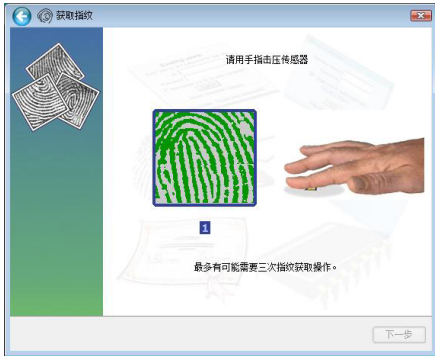 获取指纹
请用手指击压传感器
1
最多有可能需要三次指纹获取操作。
下一步